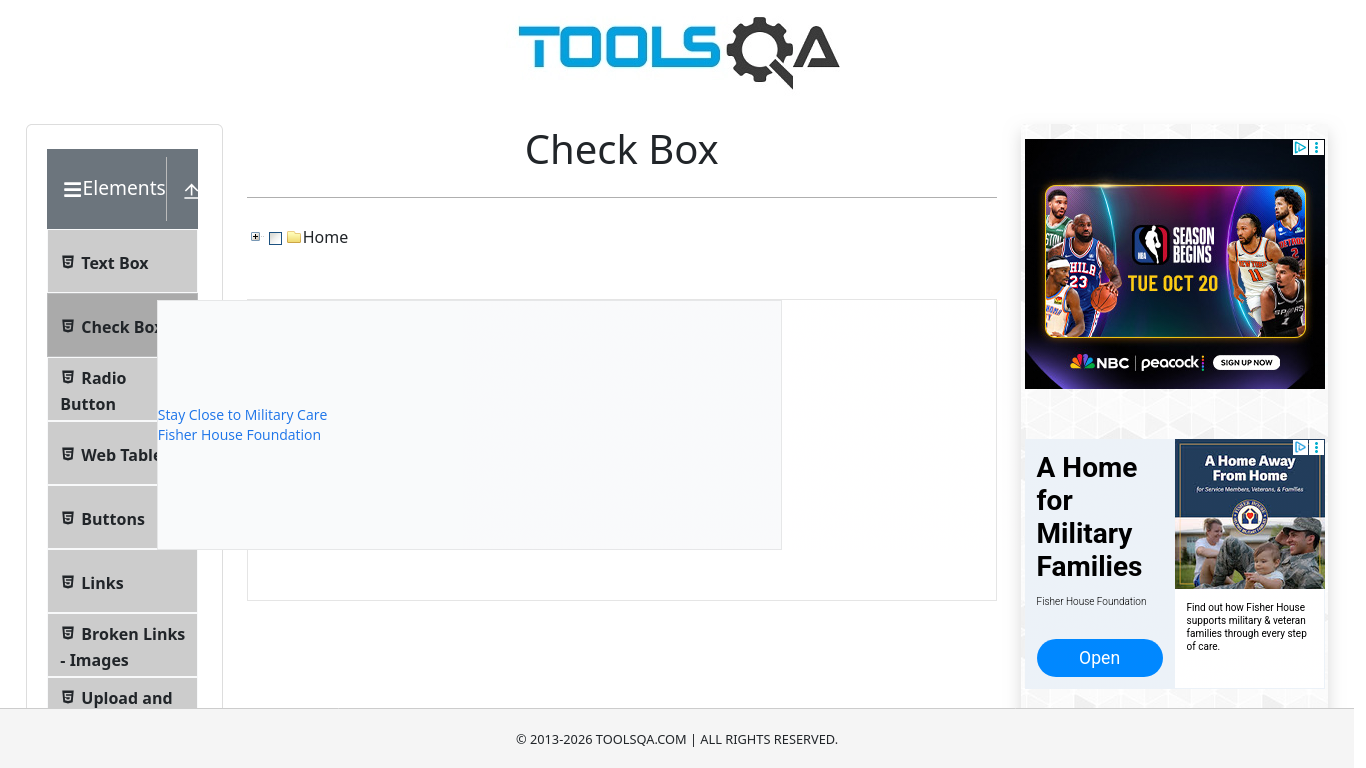 TOOLSQA
Check Box
Elements
Text Box
Check Box
Radio
Button
Web Table
Buttons
Links
Broken Links
- Images
Upload and
Home
Stay Close to Military Care
Fisher House Foundation
NBA
SEASON
BEGINS
TUE OCT 20
NBC | peacock
SIGN UP NOW
A Home
for
Military
Families
Fisher House Foundation
Open
A Home Away
From Home
for Service Members, Veterans, & Families
Find out how Fisher House
supports military & veteran
families through every step
of care.
© 2013-2026 TOOLSQA.COM | ALL RIGHTS RESERVED.